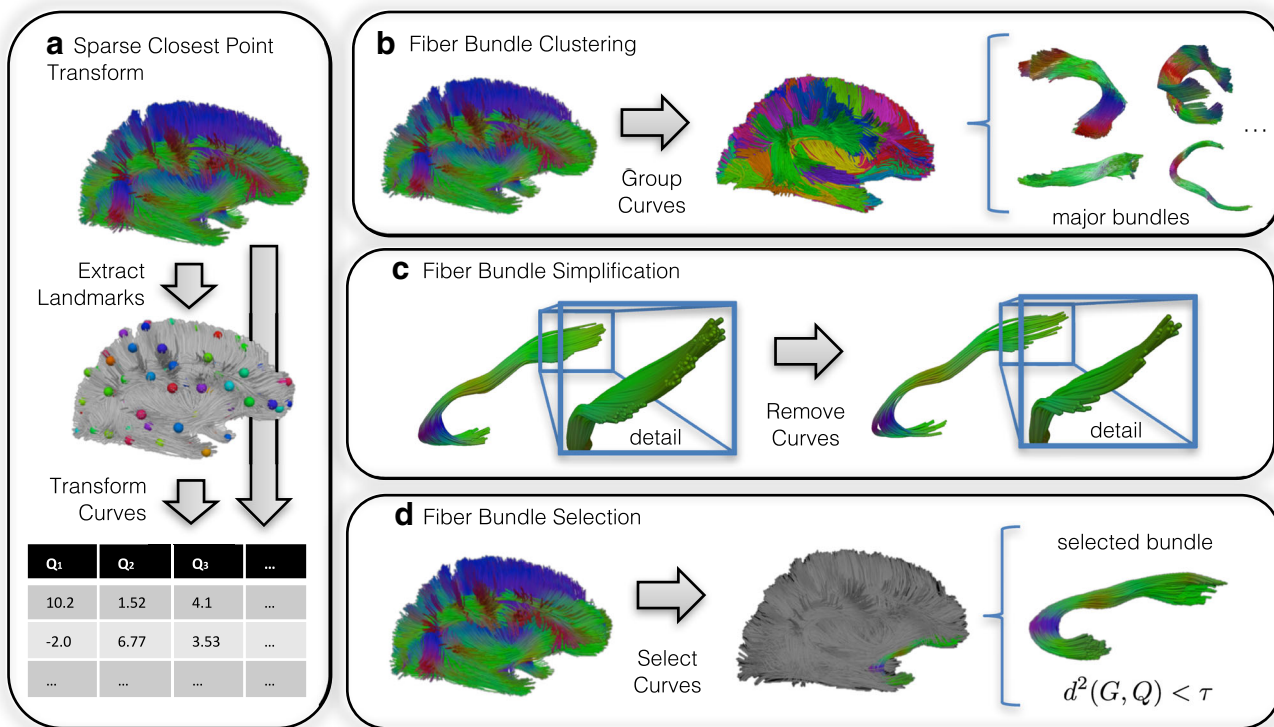 a Sparse Closest Point
Transform
Extract
Landmarks
Transform
Curves
Q₁ Q₂ Q₃ ...
10.2 1.52 4.1 ...
-2.0 6.77 3.53 ...
... ... ... ...
b Fiber Bundle Clustering
Group
Curves
...
major bundles
c Fiber Bundle Simplification
detail
Remove
Curves
detail
d Fiber Bundle Selection
Select
Curves
selected bundle
d²(G, Q) < τ